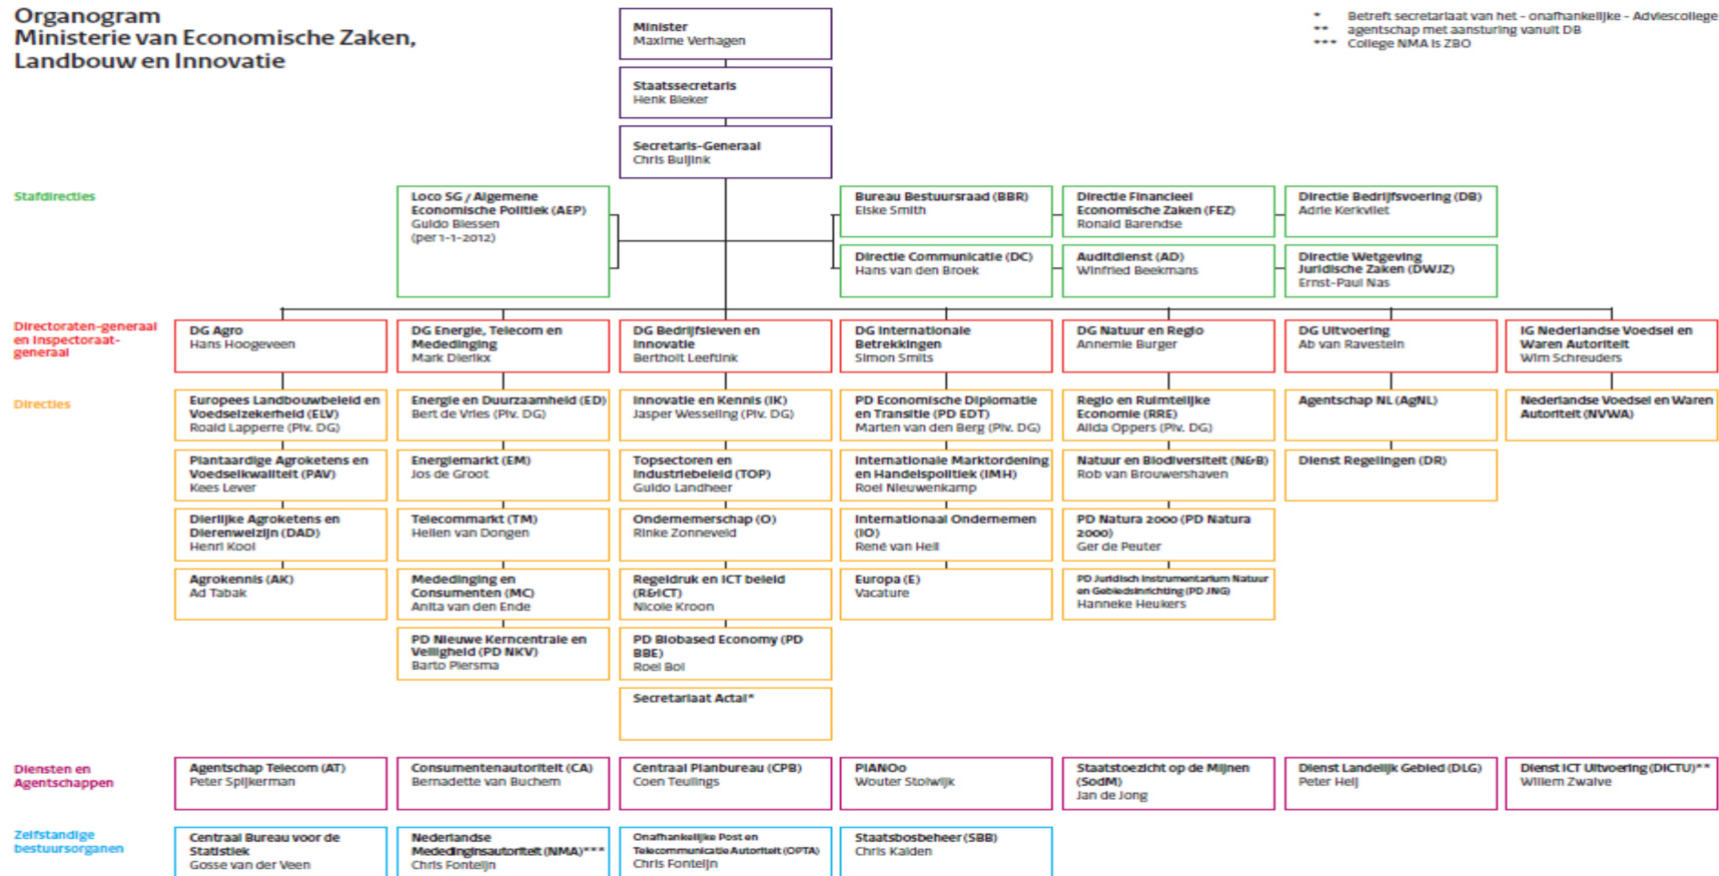 Organogram
Ministerie van Economische Zaken,
Landbouw en Innovatie
* Betreft secretariaat van het - onafhankelijke - Adviescollege
** agentschap met aansturing vanuit DB
*** College NMA is ZBO
Minister
Maxime Verhagen
Staatssecretaris
Henk Bleker
Secretaris-Generaal
Chris Buijink
Stafdirecties
Loco SG / Algemene
Economische Politiek (AEP)
Guido Biessen
(per 1-1-2012)
Bureau Bestuursraad (BBR)
Elske Smith
Directie Financieel
Economische Zaken (FEZ)
Ronald Barendse
Directie Bedrijfsvoering (DB)
Adrie Kerkvliet
Directie Communicatie (DC)
Hans van den Broek
Auditdienst (AD)
Winfried Beekmans
Directie Wetgeving
Juridische Zaken (DWJZ)
Ernst-Paul Nas
Directoraten-generaal
en Inspectoraat-
generaal
DG Agro
Hans Hoogeveen
DG Energie, Telecom en
Mededinging
Mark Dierikx
DG Bedrijfsleven en
Innovatie
Bertholt Leeftink
DG Internationale
Betrekkingen
Simon Smits
DG Natuur en Regio
Annemie Burger
DG Uitvoering
Ab van Ravestein
IG Nederlandse Voedsel en
Waren Autoriteit
Wim Schreuders
Directies
Europees Landbouwbeleid en
Voedselzekerheid (ELV)
Roald Lapperre (Plv. DG)
Energie en Duurzaamheid (ED)
Bert de Vries (Plv. DG)
Innovatie en Kennis (IK)
Jasper Wesseling (Plv. DG)
PD Economische Diplomatie
en Transitie (PD EDT)
Marten van den Berg (Plv. DG)
Regio en Ruimtelijke
Economie (RRE)
Alida Oppers (Plv. DG)
Agentschap NL (AgNL)
Nederlandse Voedsel en Waren
Autoriteit (NVWA)
Plantaardige Agroketens en
Voedselkwaliteit (PAV)
Kees Lever
Energiemarkt (EM)
Jos de Groot
Topsectoren en
Industriebeleid (TOP)
Guido Landheer
Internationale Marktordening
en Handelspolitiek (IMH)
Roel Nieuwenkamp
Natuur en Biodiversiteit (N&B)
Rob van Brouwershaven
Dienst Regelingen (DR)
Dierlijke Agroketens en
Dierenwelzijn (DAD)
Henri Kool
Telecommarkt (TM)
Hellen van Dongen
Ondernemerschap (O)
Rinke Zonneveld
Internationaal Ondernemen
(IO)
René van Hell
PD Natura 2000 (PD Natura
2000)
Ger de Peuter
Agrokennis (AK)
Ad Tabak
Mededinging en
Consumenten (MC)
Anita van den Ende
Regeldruk en ICT beleid
(R&ICT)
Nicole Kroon
Europa (E)
Vacature
PD Juridisch Instrumentarium Natuur
en Gebiedsinrichting (PD JNG)
Hanneke Heukers
PD Nieuwe Kerncentrale en
Veiligheid (PD NKV)
Barto Piersma
PD Biobased Economy (PD
BBE)
Roel Bol
Secretariaat Actal*
Diensten en
Agentschappen
Agentschap Telecom (AT)
Peter Spijkerman
Consumentenautoriteit (CA)
Bernadette van Buchem
Centraal Planbureau (CPB)
Coen Teulings
PIANOo
Wouter Stolwijk
Staatstoezicht op de Mijnen
(SodM)
Jan de Jong
Dienst Landelijk Gebied (DLG)
Peter Heij
Dienst ICT Uitvoering (DICTU)**
Willem Zwalve
Zelfstandige
bestuursorganen
Centraal Bureau voor de
Statistiek
Gosse van der Veen
Nederlandse
Mededingingsautoriteit (NMA)***
Chris Fonteijn
Onafhankelijke Post en
Telecommunicatie Autoriteit (OPTA)
Chris Fonteijn
Staatsbosbeheer (SBB)
Chris Kalden